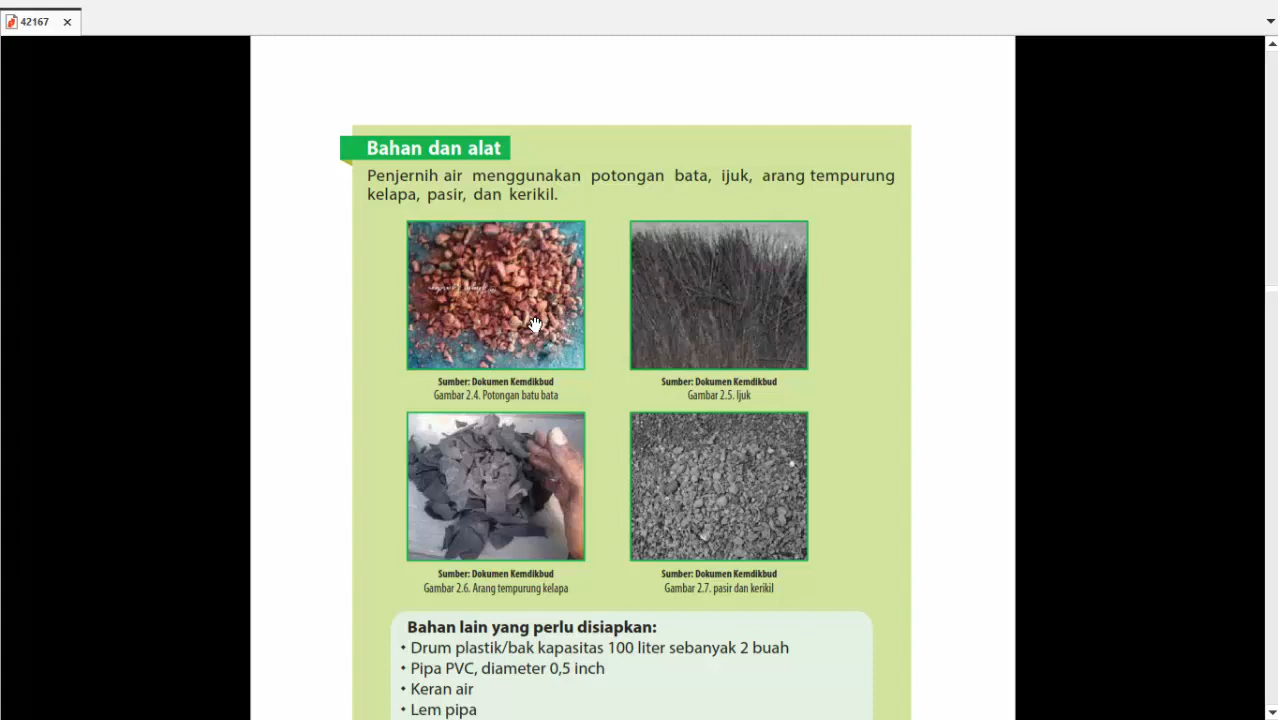 42167
Bahan dan alat
Penjernih air menggunakan potongan bata, ijuk, arang tempurung
kelapa, pasir, dan kerikil.
Sumber: Dokumen Kemdikbud
Gambar 2.4. Potongan batu bata
Sumber: Dokumen Kemdikbud
Gambar 2.5. Ijuk
Sumber: Dokumen Kemdikbud
Gambar 2.6. Arang tempurung kelapa
Sumber: Dokumen Kemdikbud
Gambar 2.7. pasir dan kerikil
Bahan lain yang perlu disiapkan:
• Drum plastik/bak kapasitas 100 liter sebanyak 2 buah
• Pipa PVC, diameter 0,5 inch
• Keran air
• Lem pipa